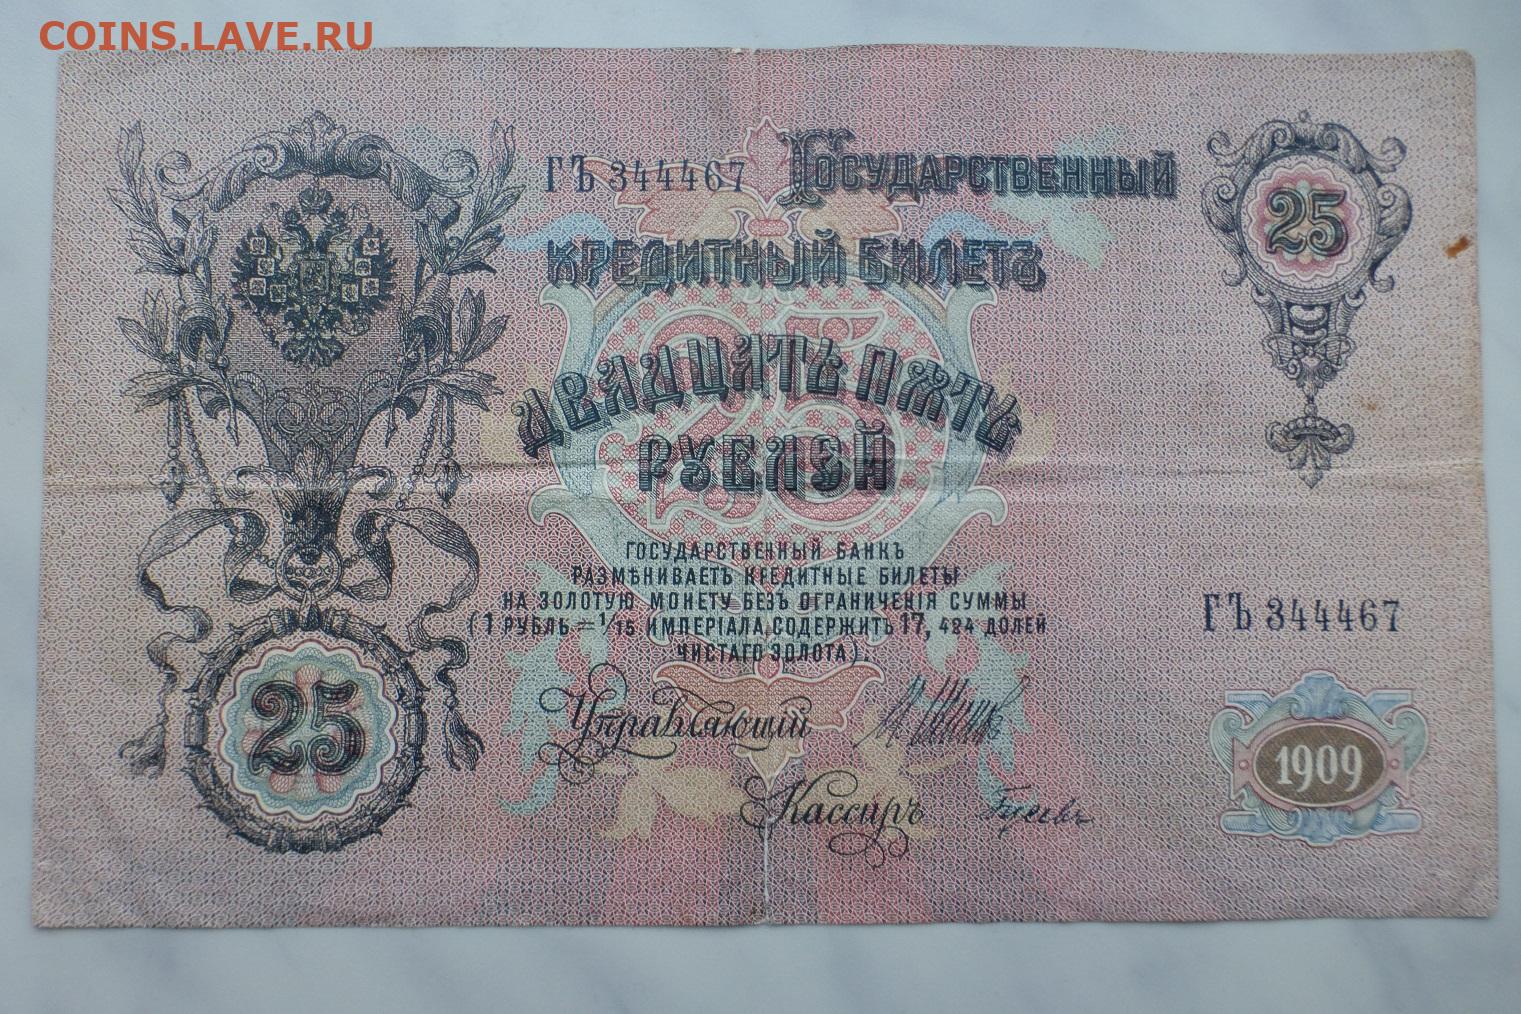 COINS.LAVE.RU
ГЪ 344467 ГОСУДАРСТВЕННЫЙ
КРЕДИТНЫЙ БИЛЕТЪ
25
25
ДВАДЦАТЬ ПЯТЬ
РУБЛЕЙ
ГОСУДАРСТВЕННЫЙ БАНКЪ
РАЗМѢНИВАЕТЪ КРЕДИТНЫЕ БИЛЕТЫ
НА ЗОЛОТУЮ МОНЕТУ БЕЗЪ ОГРАНИЧЕНІЯ СУММЫ
(1 РУБЛЬ = 1/15 ИМПЕРІАЛА, СОДЕРЖИТЪ 17, 424 ДОЛЕЙ
ЧИСТАГО ЗОЛОТА).
ГЪ 344467
25
Управляющій
1909
Кассиръ Гусевъ